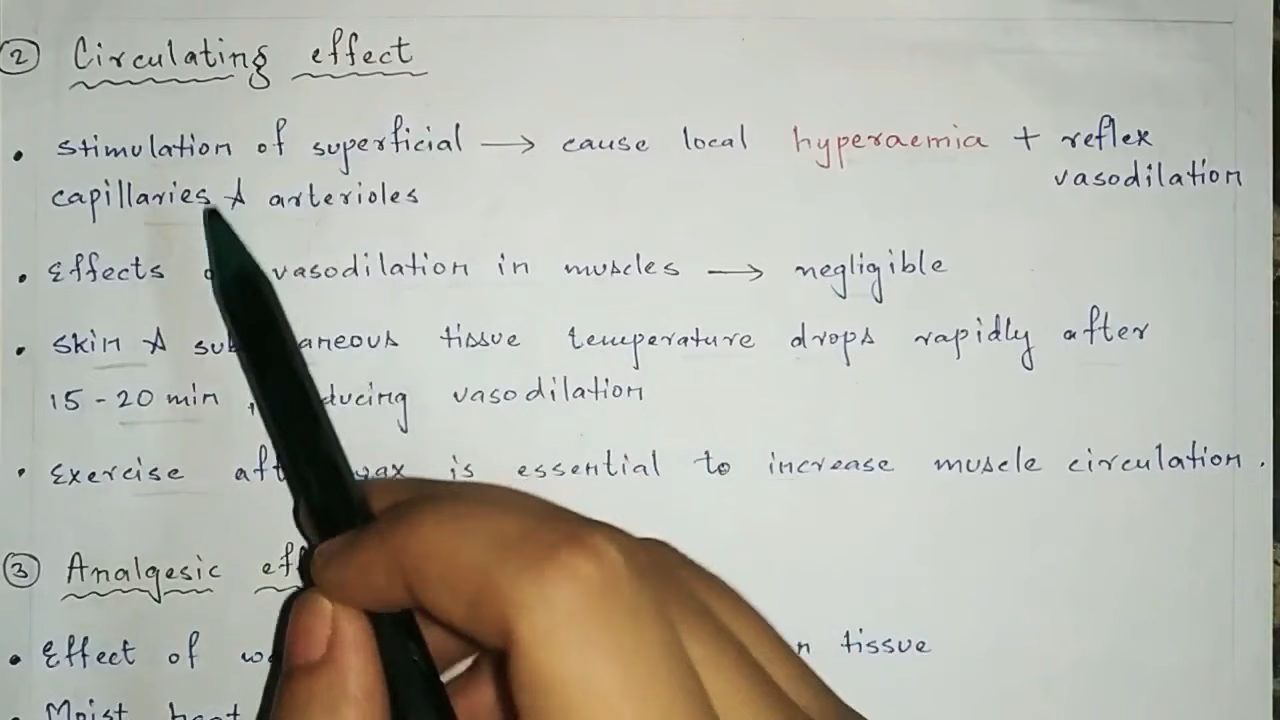 ② Circulating effect
• Stimulation of superficial → cause local hyperaemia + reflex
capillaries & arterioles vasodilation
• Effects vasodilation in muscles → negligible
• Skin & tissue temperature drops rapidly after
15 - 20 min, vasodilation
• Exercise is essential to increase muscle circulation.
③ Analgesic
• Effect of tissue
• Moist heat